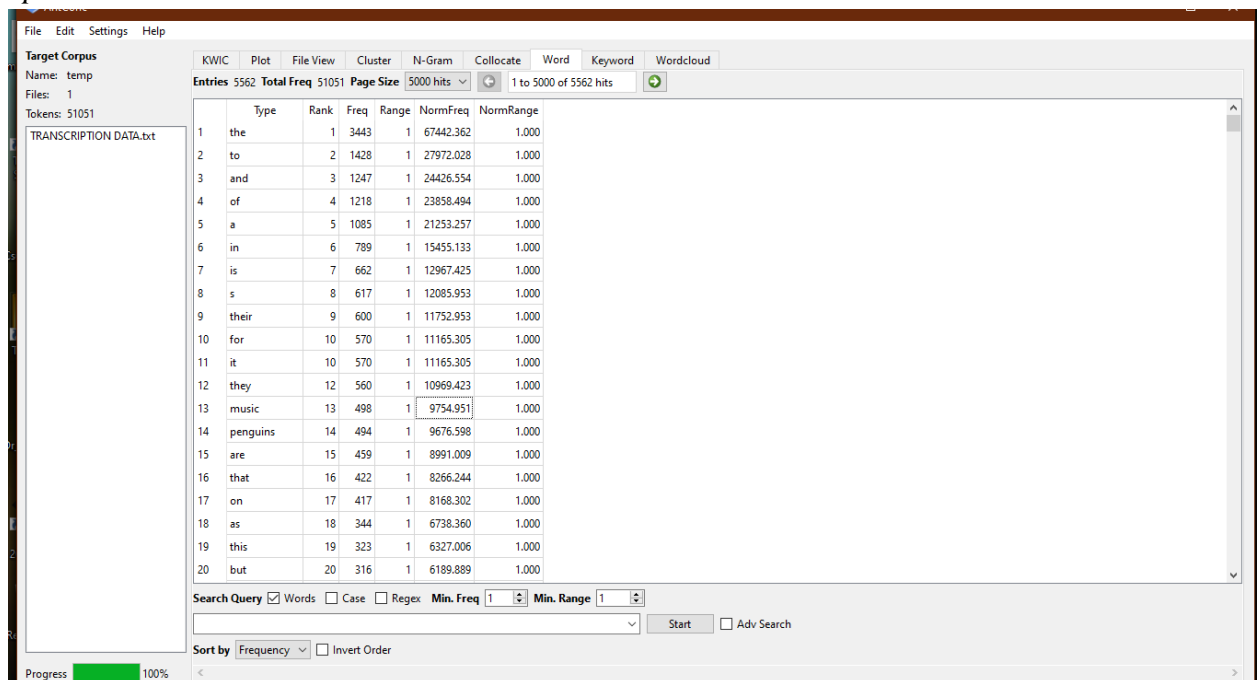 File Edit Settings Help
Target Corpus
Name: temp
Files: 1
Tokens: 51051
TRANSCRIPTION DATA.txt
KWIC Plot File View Cluster N-Gram Collocate Word Keyword Wordcloud
Entries 5562 Total Freq 51051 Page Size 5000 hits 1 to 5000 of 5562 hits
Type Rank Freq Range NormFreq NormRange
1 the 1 3443 1 67442.362 1.000
2 to 2 1428 1 27972.028 1.000
3 and 3 1247 1 24426.554 1.000
4 of 4 1218 1 23858.494 1.000
5 a 5 1085 1 21253.257 1.000
6 in 6 789 1 15455.133 1.000
7 is 7 662 1 12967.425 1.000
8 s 8 617 1 12085.953 1.000
9 their 9 600 1 11752.953 1.000
10 for 10 570 1 11165.305 1.000
11 it 10 570 1 11165.305 1.000
12 they 12 560 1 10969.423 1.000
13 music 13 498 1 9754.951 1.000
14 penguins 14 494 1 9676.598 1.000
15 are 15 459 1 8991.009 1.000
16 that 16 422 1 8266.244 1.000
17 on 17 417 1 8168.302 1.000
18 as 18 344 1 6738.360 1.000
19 this 19 323 1 6327.006 1.000
20 but 20 316 1 6189.889 1.000
Search Query Words Case Regex Min. Freq 1 Min. Range 1
Start Adv Search
Sort by Frequency Invert Order
Progress 100%